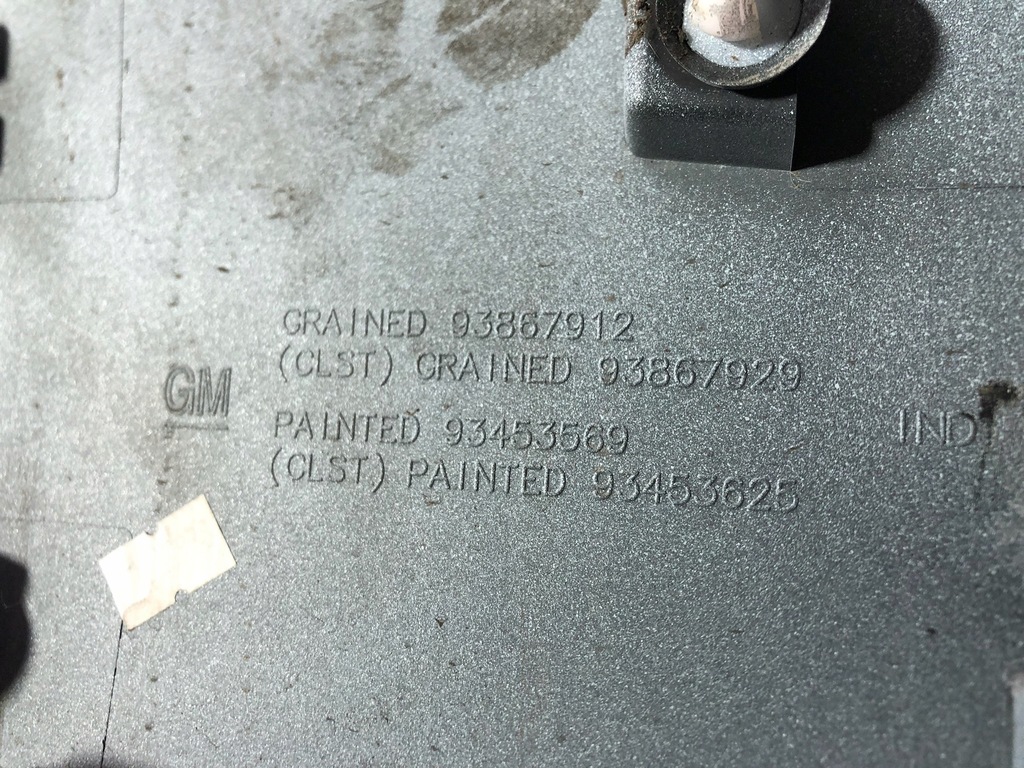 GRAINED 93867912
(CLST) GRAINED 93867929
GM
PAINTED 93453569
(CLST) PAINTED 93453625
IND